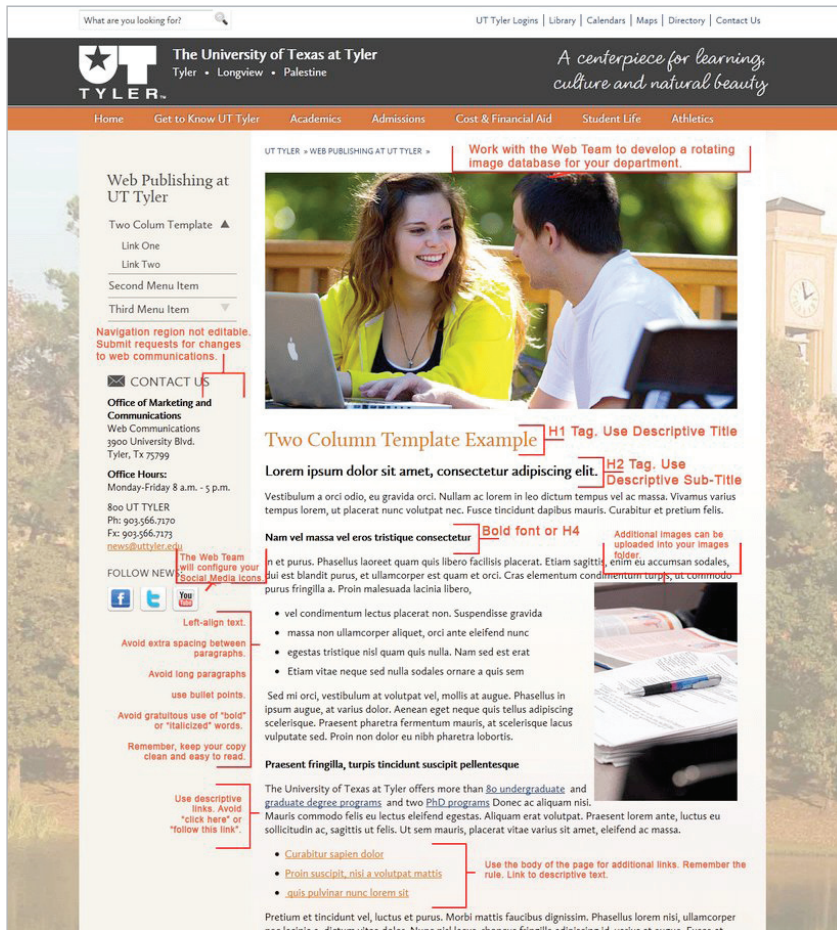 What are you looking for?
UT Tyler Logins | Library | Calendars | Maps | Directory | Contact Us
UT
TYLER™
The University of Texas at Tyler
Tyler • Longview • Palestine
A centerpiece for learning,
culture and natural beauty
Home Get to Know UT Tyler Academics Admissions Cost & Financial Aid Student Life Athletics
UT TYLER » WEB PUBLISHING AT UT TYLER »
Work with the Web Team to develop a rotating
image database for your department.
Web Publishing at
UT Tyler
Two Colum Template
Link One
Link Two
Second Menu Item
Third Menu Item
Navigation region not editable.
Submit requests for changes
to web communications.
CONTACT US
Office of Marketing and
Communications
Web Communications
3900 University Blvd.
Tyler, Tx 75799
Office Hours:
Monday-Friday 8 a.m. - 5 p.m.
800 UT TYLER
Ph: 903.566.7170
Fx: 903.566.7173
news@uttyler.edu
The Web Team
will configure your
Social Media icons.
FOLLOW NEWS
You
Tube
Left-align text.
Avoid extra spacing between
paragraphs.
Avoid long paragraphs
use bullet points.
Avoid gratuitous use of "bold"
or "italicized" words.
Remember, keep your copy
clean and easy to read.
Use descriptive
links. Avoid
"click here" or
"follow this link".
Two Column Template Example
H1 Tag. Use Descriptive Title
Lorem ipsum dolor sit amet, consectetur adipiscing elit.
H2 Tag. Use
Descriptive Sub-Title
Vestibulum a orci odio, eu gravida orci. Nullam ac lorem in leo dictum tempus vel ac massa. Vivamus varius
tempus lorem, ut placerat nunc volutpat nec. Fusce tincidunt dapibus mauris. Curabitur et pretium felis.
Nam vel massa vel eros tristique consectetur
Bold font or H4
Additional images can be
uploaded into your images
folder.
In et purus. Phasellus laoreet quam quis libero facilisis placerat. Etiam sagittis, enim eu accumsan sodales,
dui est blandit purus, et ullamcorper est quam et orci. Cras elementum condimentum turpis, ut commodo
purus fringilla a. Proin malesuada lacinia libero,
• vel condimentum lectus placerat non. Suspendisse gravida
• massa non ullamcorper aliquet, orci ante eleifend nunc
• egestas tristique nisl quam quis nulla. Nam sed est erat
• Etiam vitae neque sed nulla sodales ornare a quis sem
Sed mi orci, vestibulum at volutpat vel, mollis at augue. Phasellus in
ipsum augue, at varius dolor. Aenean eget neque quis tellus adipiscing
scelerisque. Praesent pharetra fermentum mauris, at scelerisque lacus
vulputate sed. Proin non dolor eu nibh pharetra lobortis.
Praesent fringilla, turpis tincidunt suscipit pellentesque
The University of Texas at Tyler offers more than 80 undergraduate and
graduate degree programs and two PhD programs Donec ac aliquam nisi.
Mauris commodo felis eu lectus eleifend egestas. Aliquam erat volutpat. Praesent lorem ante, luctus eu
sollicitudin ac, sagittis ut felis. Ut sem mauris, placerat vitae varius sit amet, eleifend ac massa.
• Curabitur sapien dolor
• Proin suscipit, nisi a volutpat mattis
• quis pulvinar nunc lorem sit
Use the body of the page for additional links. Remember the
rule. Link to descriptive text.
Pretium et tincidunt vel, luctus et purus. Morbi mattis faucibus dignissim. Phasellus lorem nisi, ullamcorper